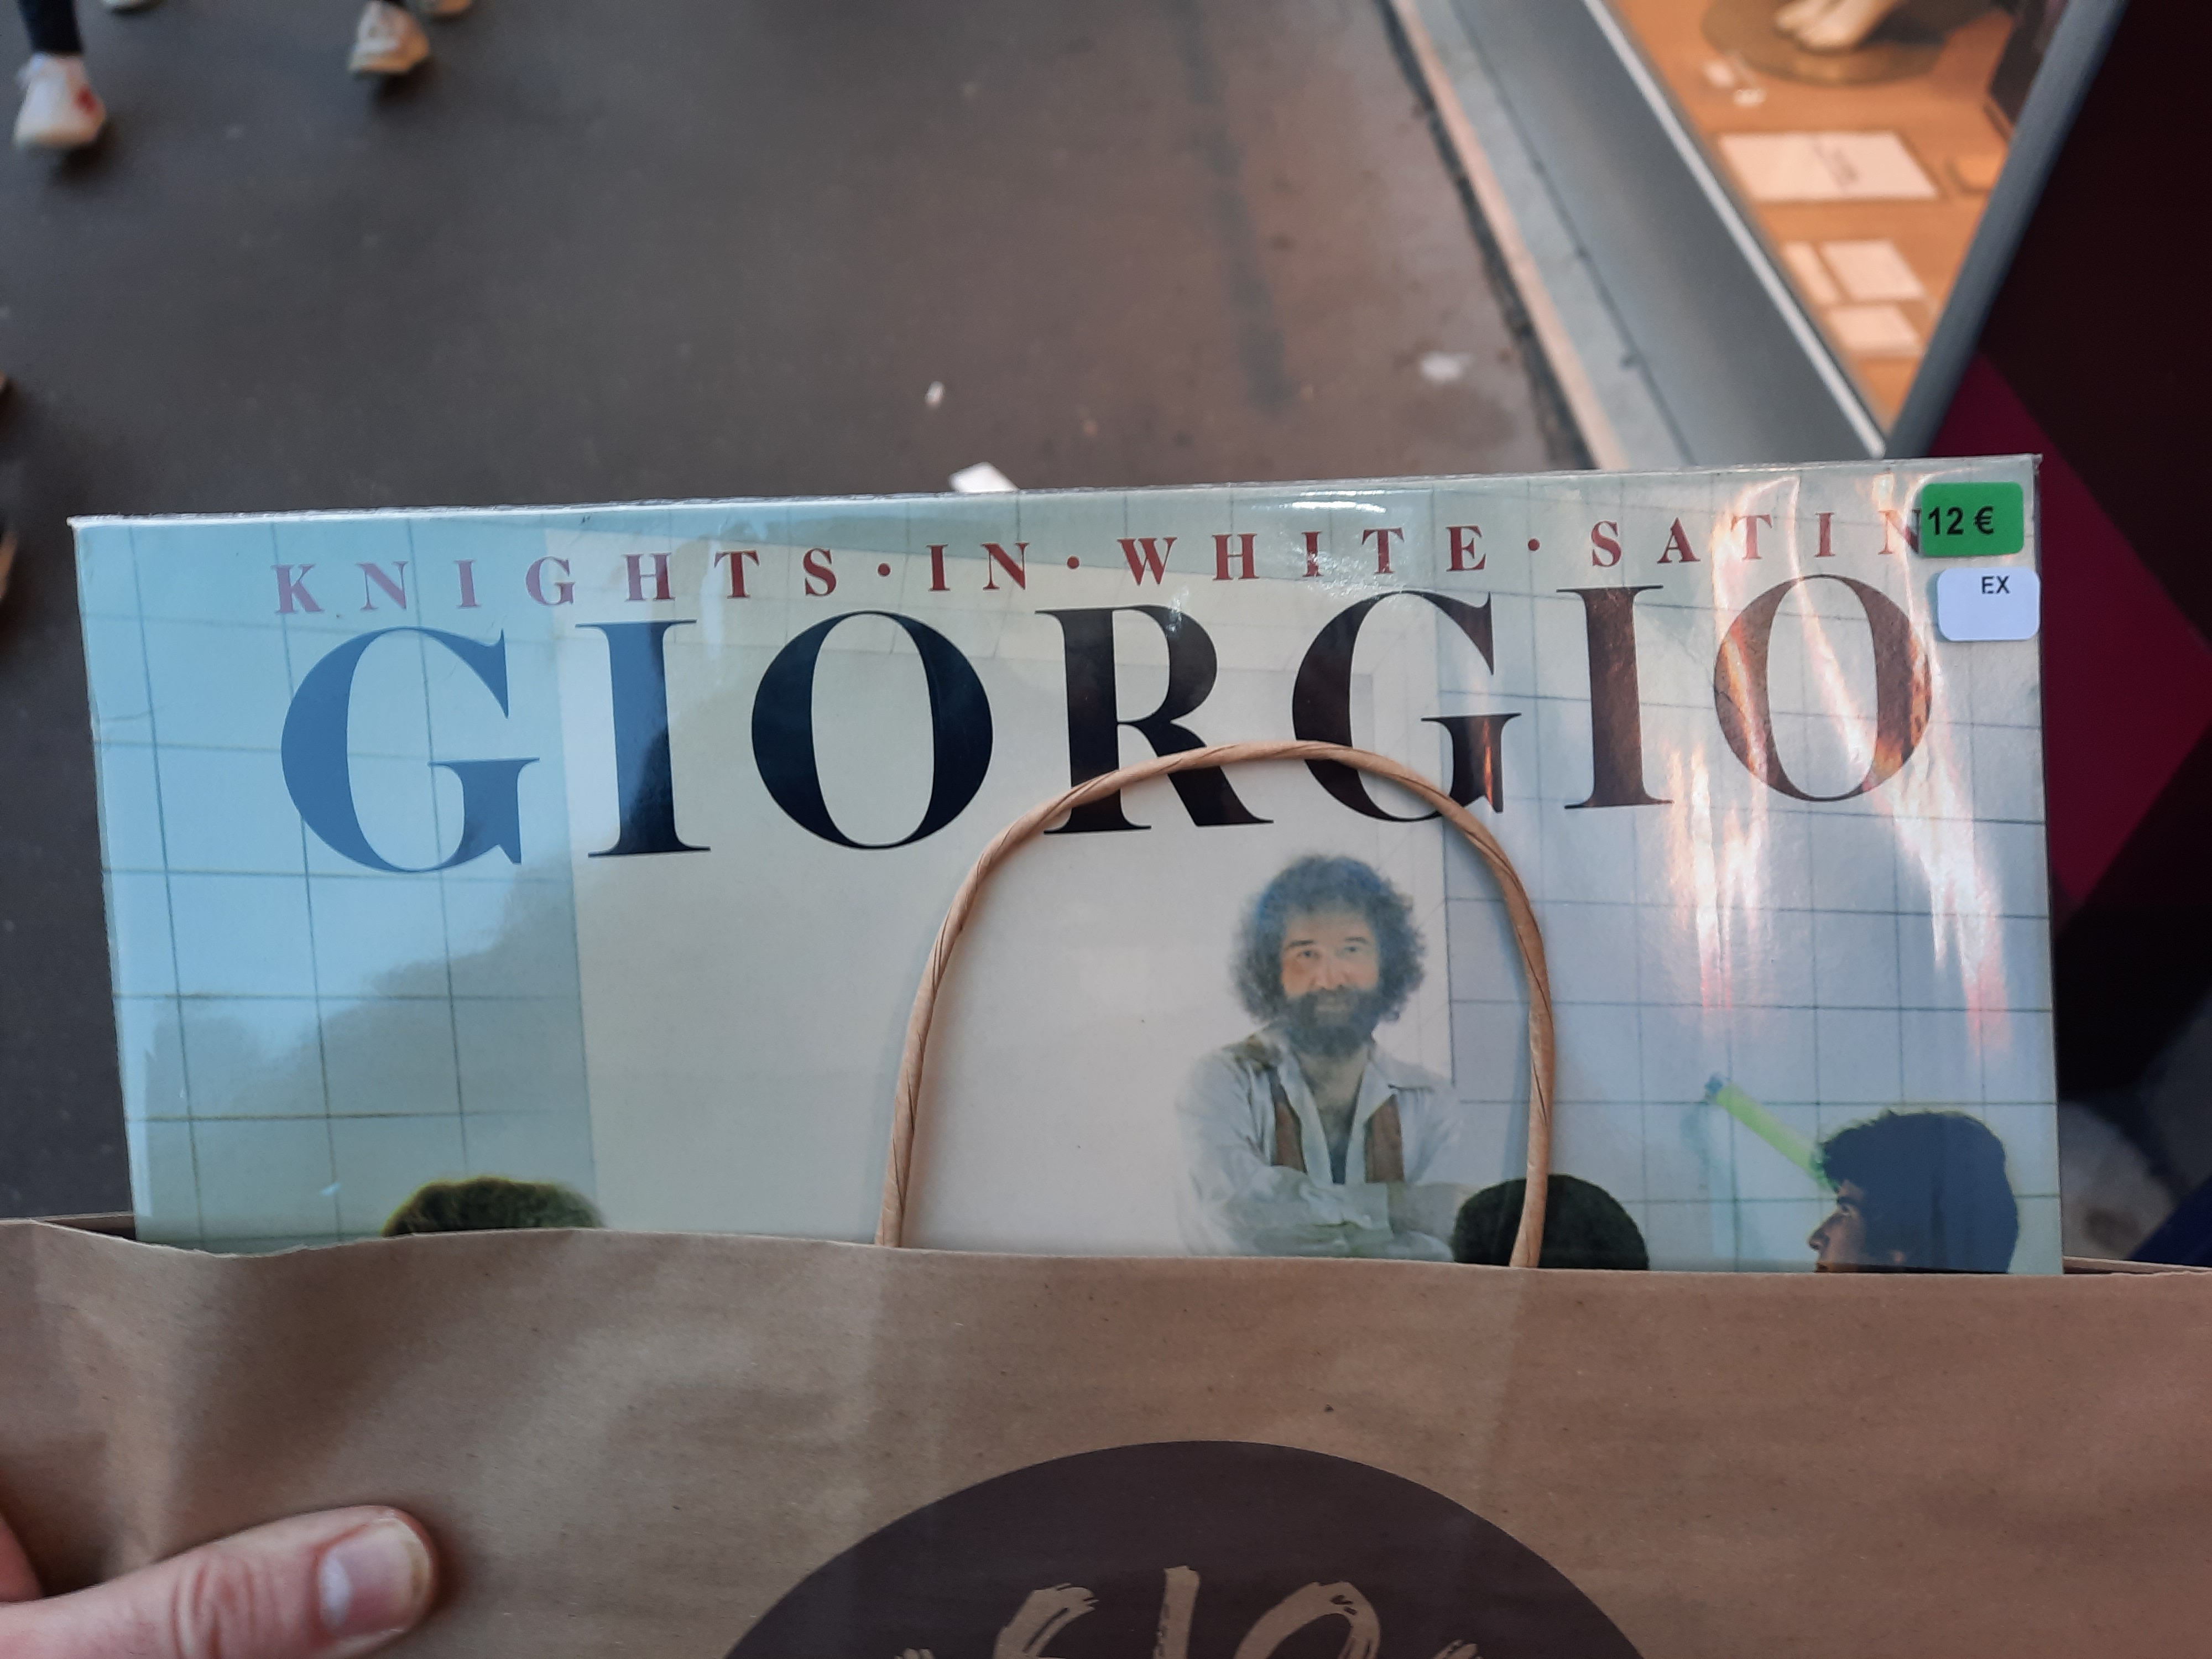 KNIGHTS·IN·WHITE·SATIN
12 €
EX
GIORGIO